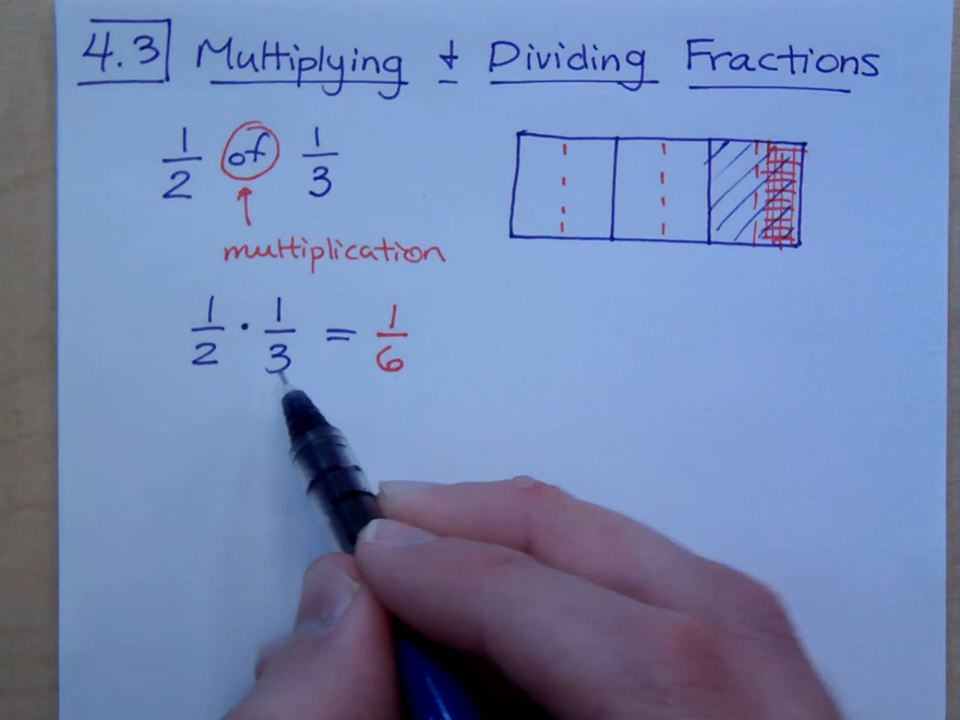 4.3 Multiplying + Dividing Fractions
1/2 of 1/3
multiplication
1/2 · 1/3 = 1/6